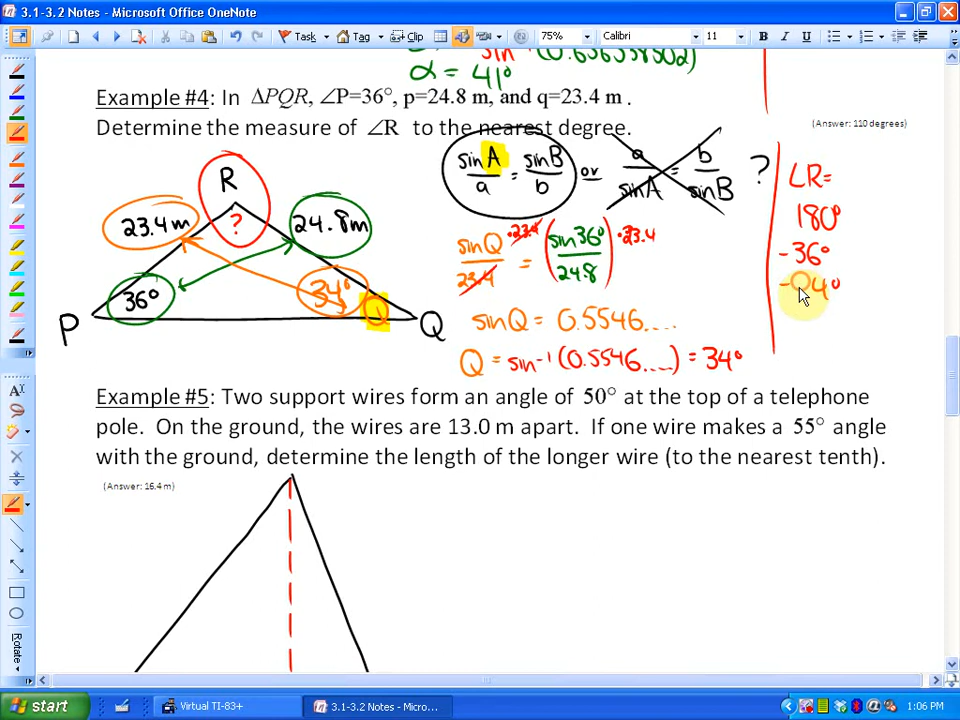 3.1-3.2 Notes - Microsoft Office OneNote
Task
Tag
Clip
75%
Calibri
11
B I U
α = 41°
Example #4: In ΔPQR, ∠P=36°, p=24.8 m, and q=23.4 m .
Determine the measure of ∠R to the nearest degree.
(Answer: 110 degrees)
R
?
23.4m
24.8m
36°
34°
Q
P
Q
sinA/a = sinB/b or a/sinA = b/sinB ?
sinQ/23.4 ·23.4 = (sin36°/24.8) ·23.4
sinQ = 0.5546....
Q = sin⁻¹(0.5546....) = 34°
∠R=
180°
-36°
Example #5: Two support wires form an angle of 50° at the top of a telephone
pole. On the ground, the wires are 13.0 m apart. If one wire makes a 55° angle
with the ground, determine the length of the longer wire (to the nearest tenth).
(Answer: 16.4 m)
Rotate
start
Virtual TI-83+
3.1-3.2 Notes - Mic...
1:06 PM